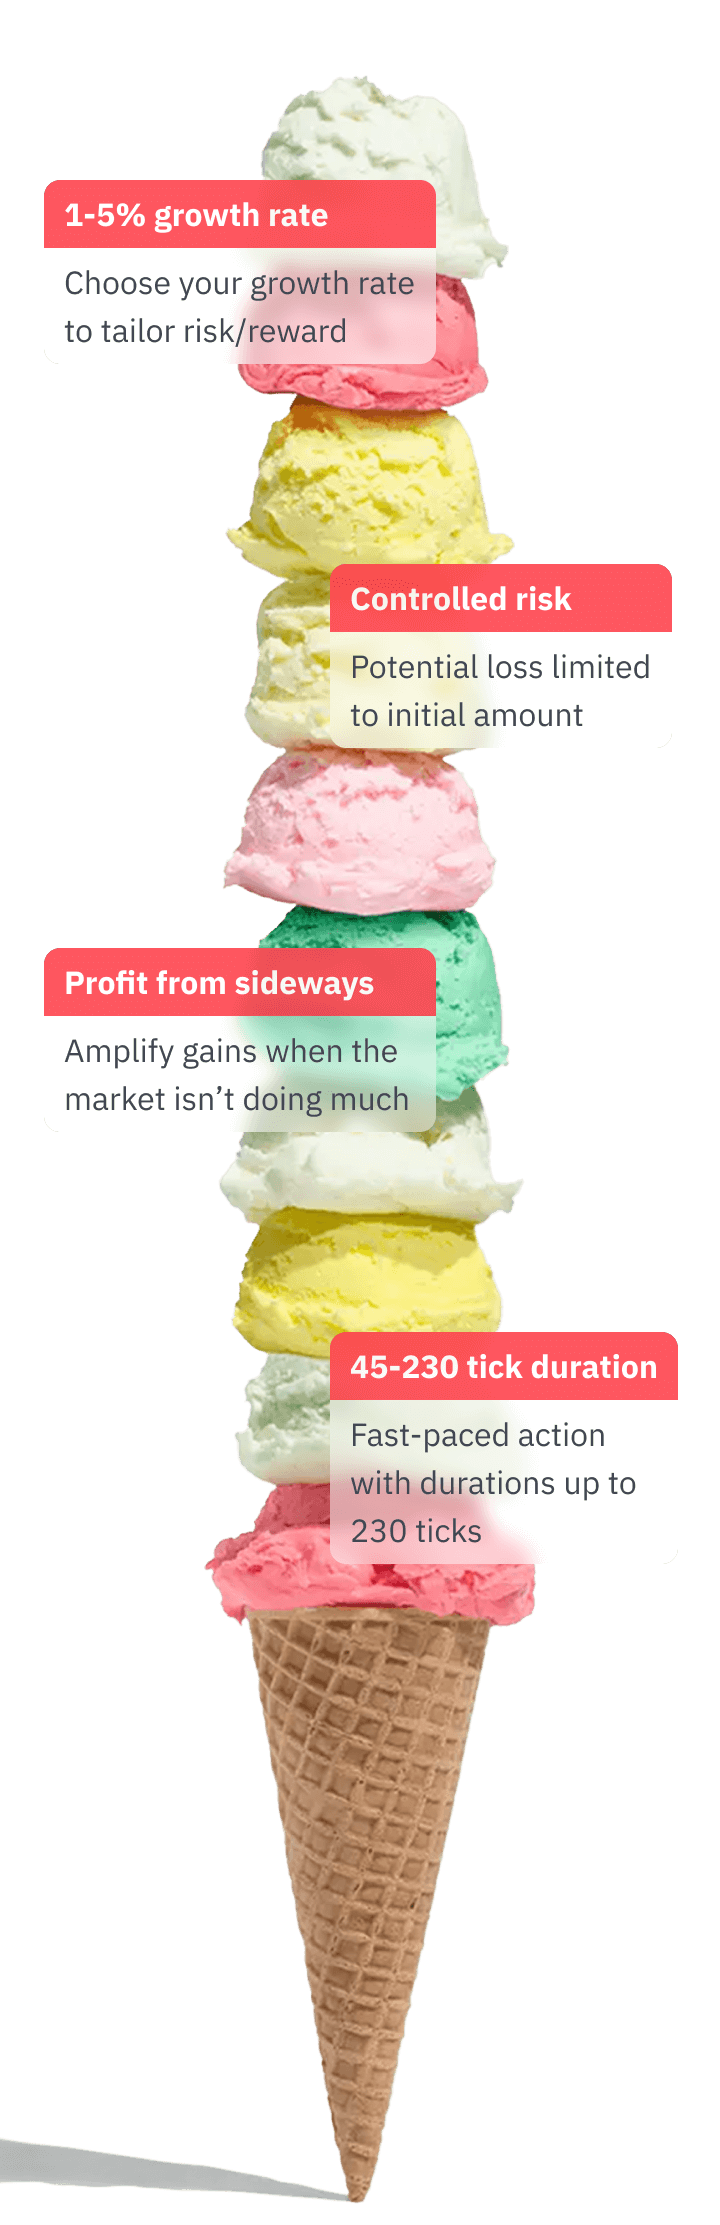 1-5% growth rate
Choose your growth rate
to tailor risk/reward
Controlled risk
Potential loss limited
to initial amount
Profit from sideways
Amplify gains when the
market isn’t doing much
45-230 tick duration
Fast-paced action
with durations up to
230 ticks